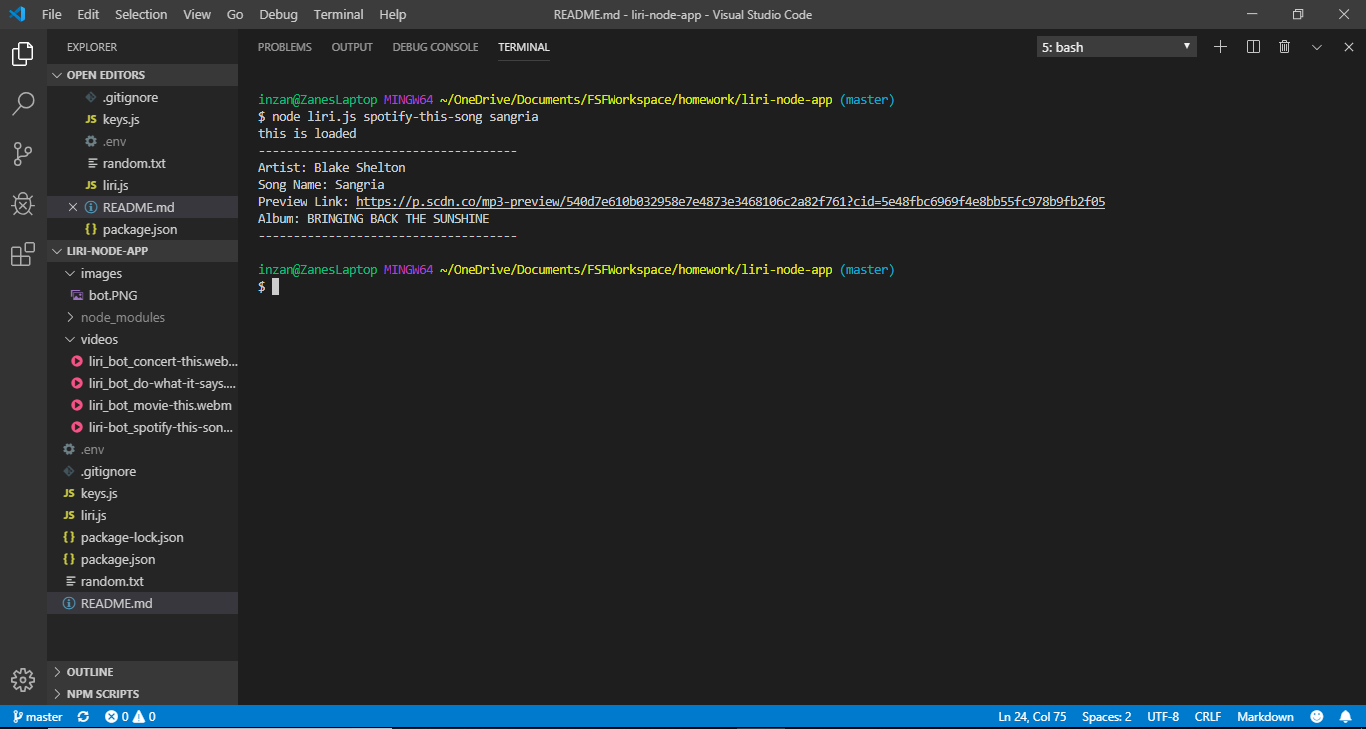 File Edit Selection View Go Debug Terminal Help README.md - liri-node-app - Visual Studio Code
EXPLORER
OPEN EDITORS
.gitignore
JS keys.js
.env
random.txt
JS liri.js
README.md
{} package.json
LIRI-NODE-APP
images
bot.PNG
node_modules
videos
liri_bot_concert-this.web...
liri_bot_do-what-it-says....
liri_bot_movie-this.webm
liri-bot_spotify-this-son...
.env
.gitignore
JS keys.js
JS liri.js
{} package-lock.json
{} package.json
random.txt
README.md
OUTLINE
NPM SCRIPTS
PROBLEMS OUTPUT DEBUG CONSOLE TERMINAL 5: bash
inzan@ZanesLaptop MINGW64 ~/OneDrive/Documents/FSFWorkspace/homework/liri-node-app (master)
$ node liri.js spotify-this-song sangria
this is loaded
-------------------------------------
Artist: Blake Shelton
Song Name: Sangria
Preview Link: https://p.scdn.co/mp3-preview/540d7e610b032958e7e4873e3468106c2a82f761?cid=5e48fbc6969f4e8bb55fc978b9fb2f05
Album: BRINGING BACK THE SUNSHINE
-------------------------------------
inzan@ZanesLaptop MINGW64 ~/OneDrive/Documents/FSFWorkspace/homework/liri-node-app (master)
$
master 0 0 Ln 24, Col 75 Spaces: 2 UTF-8 CRLF Markdown